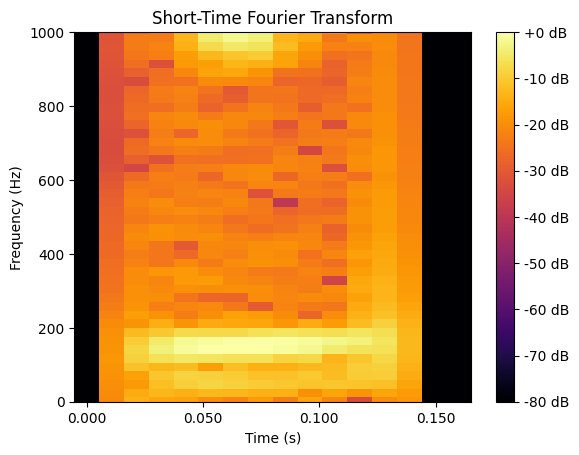 Short-Time Fourier Transform
1000
800
600
400
200
0
Frequency (Hz)
0.000
0.050
0.100
0.150
Time (s)
+0 dB
-10 dB
-20 dB
-30 dB
-40 dB
-50 dB
-60 dB
-70 dB
-80 dB